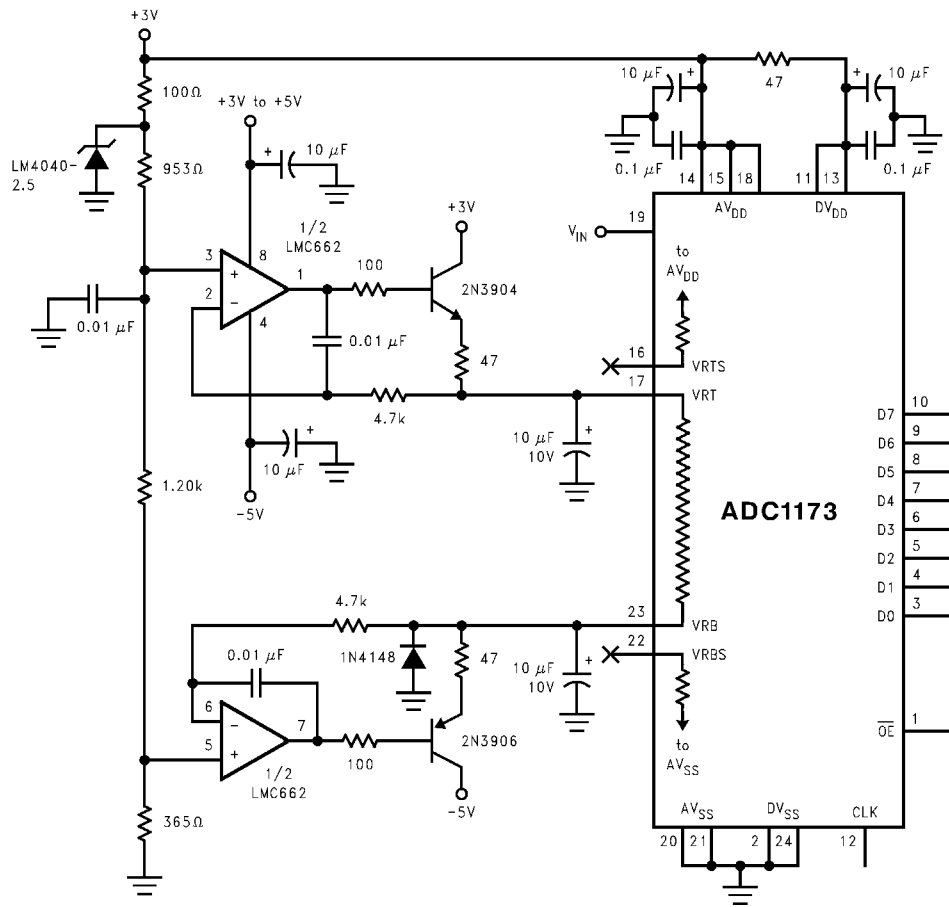 +3V
100Ω
LM4040-
2.5
953Ω
+3V to +5V
10 µF
+
1/2
LMC662
3
+
8
1
2
−
4
0.01 µF
100
+3V
2N3904
0.01 µF
47
4.7k
10 µF
+
-5V
1.20k
10 µF
10V
+
4.7k
1N4148
0.01 µF
47
10 µF
10V
+
6
−
7
5
+
1/2
LMC662
100
2N3906
-5V
365Ω
10 µF
+
0.1 µF
47
+
10 µF
0.1 µF
14
15
18
AVDD
11
13
DVDD
VIN
19
to
AVDD
16
VRTS
17
VRT
D7
10
D6
9
D5
8
D4
7
ADC1173
D3
6
D2
5
D1
4
D0
3
23
VRB
22
VRBS
to
AVSS
OE
1
AVSS
DVSS
CLK
20
21
2
24
12